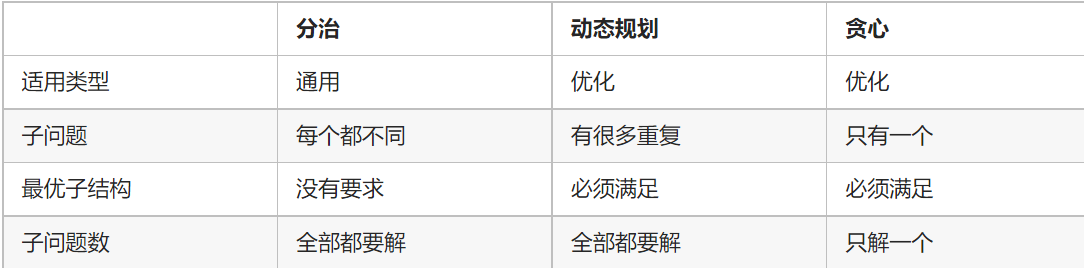 分治 动态规划 贪心
适用类型 通用 优化 优化
子问题 每个都不同 有很多重复 只有一个
最优子结构 没有要求 必须满足 必须满足
子问题数 全部都要解 全部都要解 只解一个